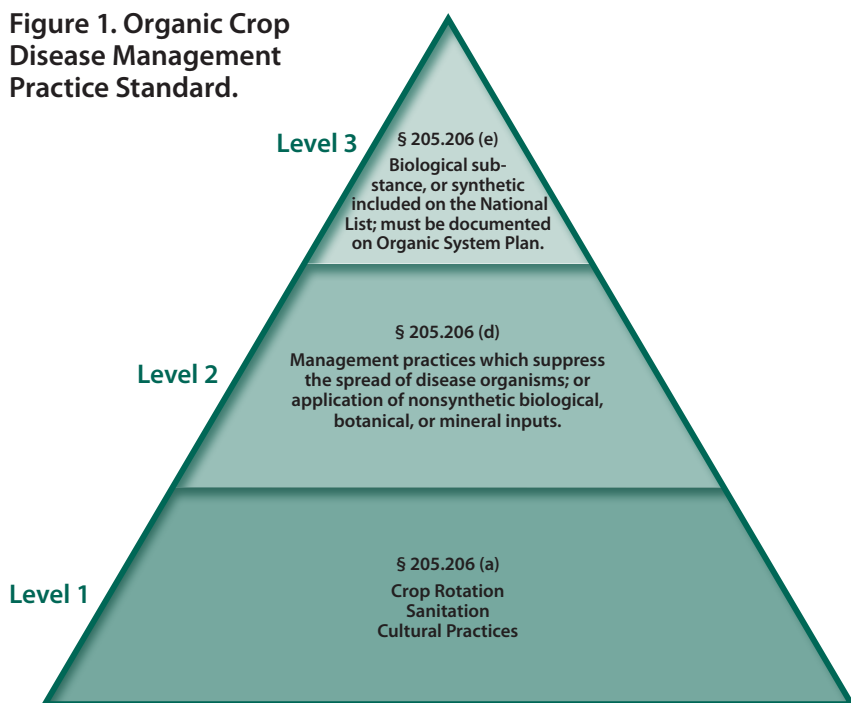 Figure 1. Organic Crop
Disease Management
Practice Standard.
Level 3
§ 205.206 (e)
Biological sub-
stance, or synthetic
included on the National
List; must be documented
on Organic System Plan.
Level 2
§ 205.206 (d)
Management practices which suppress
the spread of disease organisms; or
application of nonsynthetic biological,
botanical, or mineral inputs.
Level 1
§ 205.206 (a)
Crop Rotation
Sanitation
Cultural Practices